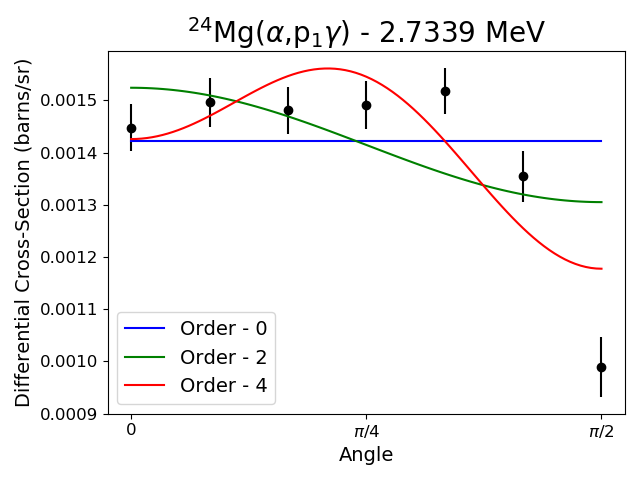 ²⁴Mg(α,p₁γ) - 2.7339 MeV
Differential Cross-Section (barns/sr)
0.0015
0.0014
0.0013
0.0012
0.0011
0.0010
0.0009
Order - 0
Order - 2
Order - 4
0 π/4 π/2
Angle